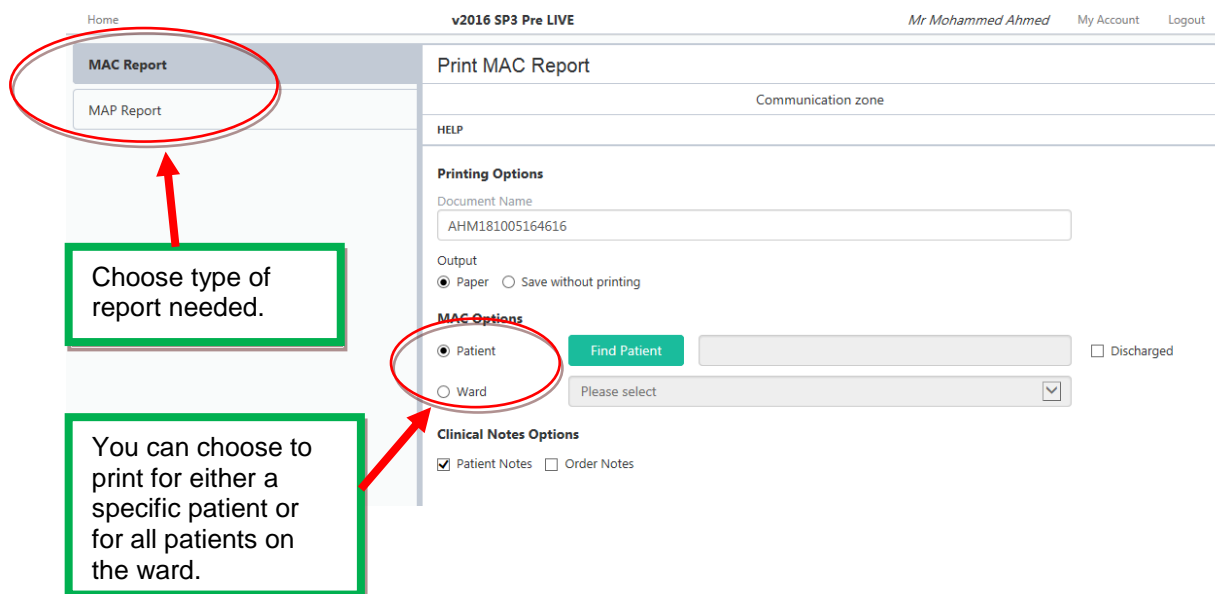 Home v2016 SP3 Pre LIVE Mr Mohammed Ahmed My Account Logout
MAC Report
MAP Report
Print MAC Report
Communication zone
HELP
Printing Options
Document Name
AHM181005164616
Output
Paper Save without printing
MAC Options
Patient Find Patient Discharged
Ward Please select
Clinical Notes Options
Patient Notes Order Notes
Choose type of
report needed.
You can choose to
print for either a
specific patient or
for all patients on
the ward.